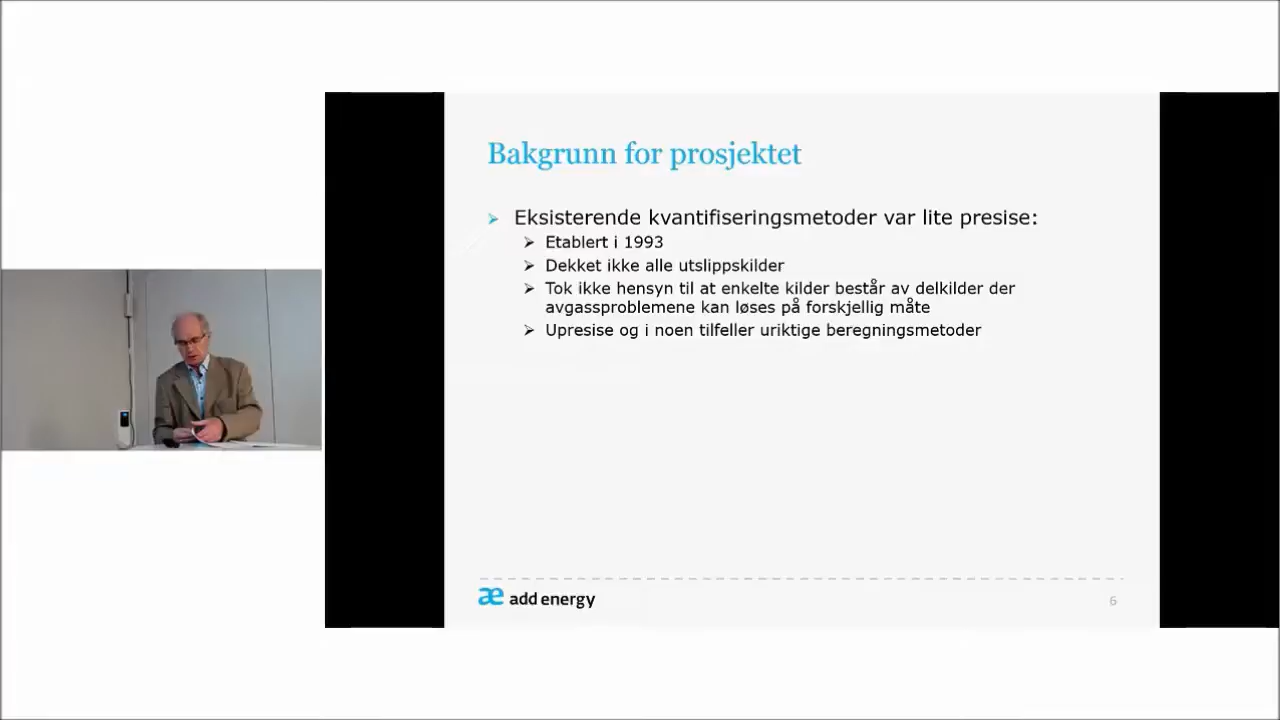 Bakgrunn for prosjektet
➢ Eksisterende kvantifiseringsmetoder var lite presise:
➢ Etablert i 1993
➢ Dekket ikke alle utslippskilder
➢ Tok ikke hensyn til at enkelte kilder består av delkilder der
avgassproblemene kan løses på forskjellig måte
➢ Upresise og i noen tilfeller uriktige beregningsmetoder
æ add energy
6